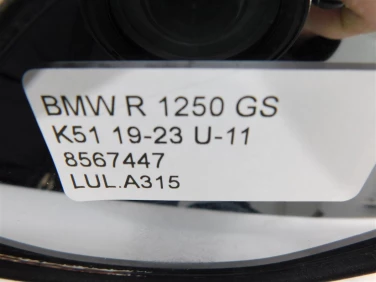 BMW R 1250 GS
K51 19-23 U-11
8567447
LUL.A315